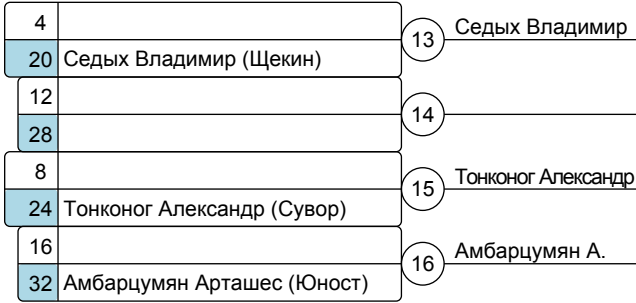 4
13 Седых Владимир
20 Седых Владимир (Щекин)
12
14
28
8
15 Тонконог Александр
24 Тонконог Александр (Сувор)
16
16 Амбарцумян А.
32 Амбарцумян Арташес (Юност)